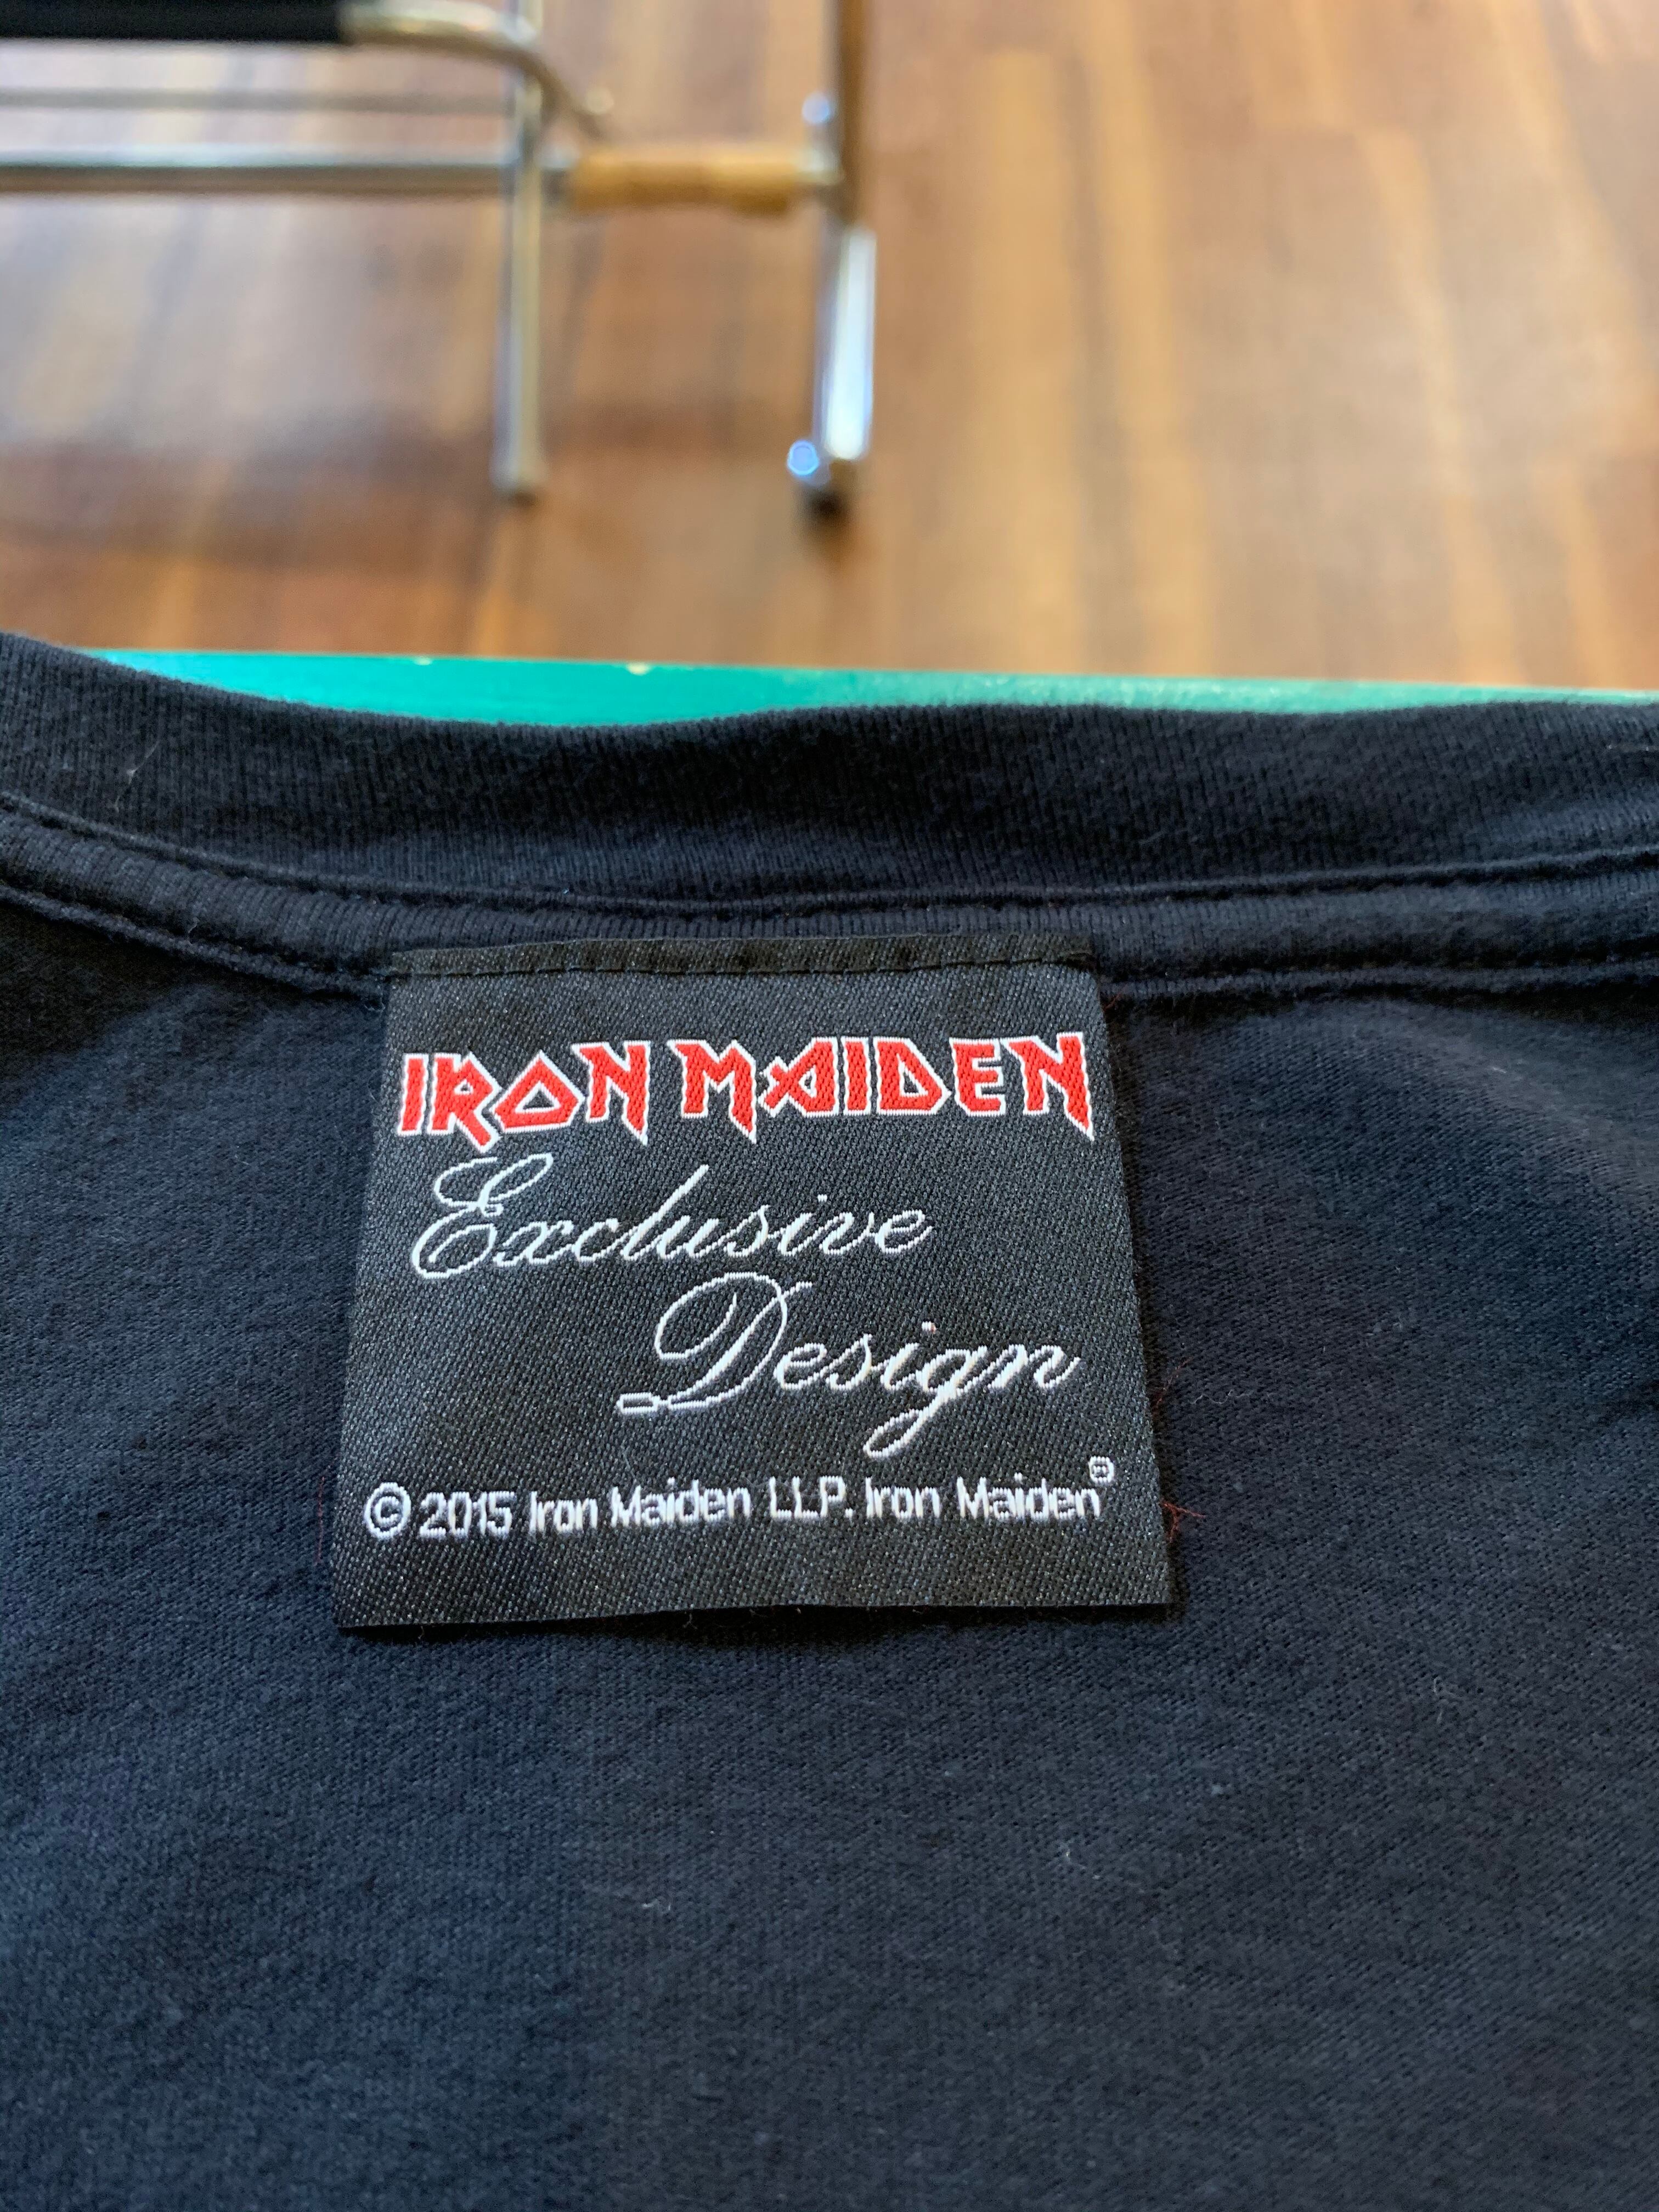 IRON MAIDEN
Exclusive
Design
© 2015 Iron Maiden LLP. Iron Maiden®